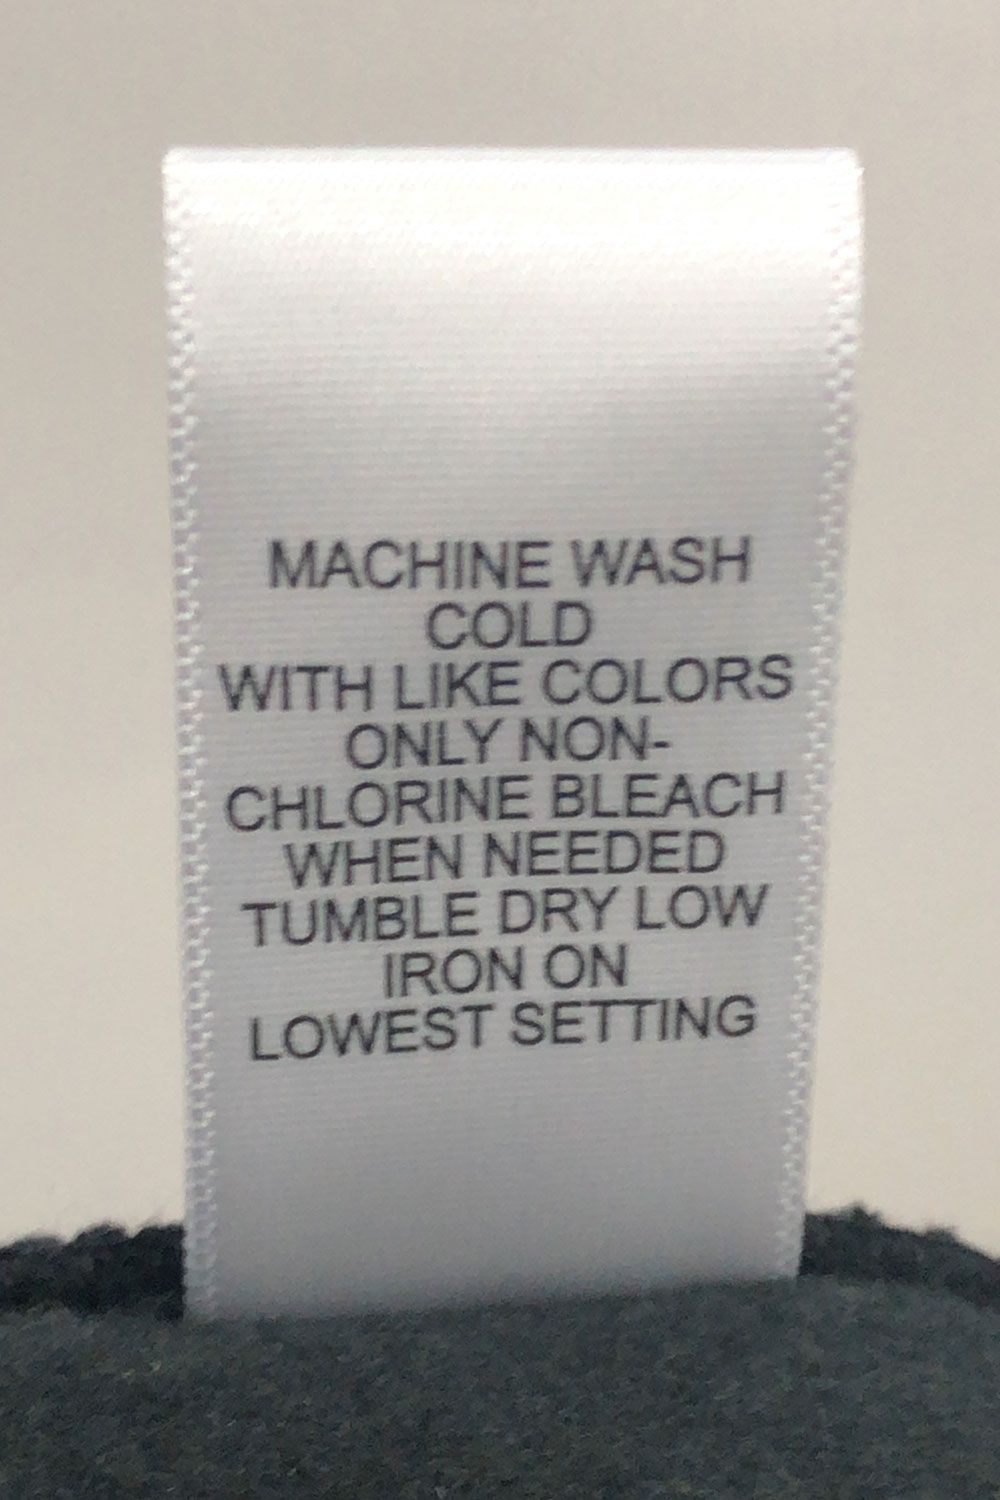 MACHINE WASH
COLD
WITH LIKE COLORS
ONLY NON-
CHLORINE BLEACH
WHEN NEEDED
TUMBLE DRY LOW
IRON ON
LOWEST SETTING